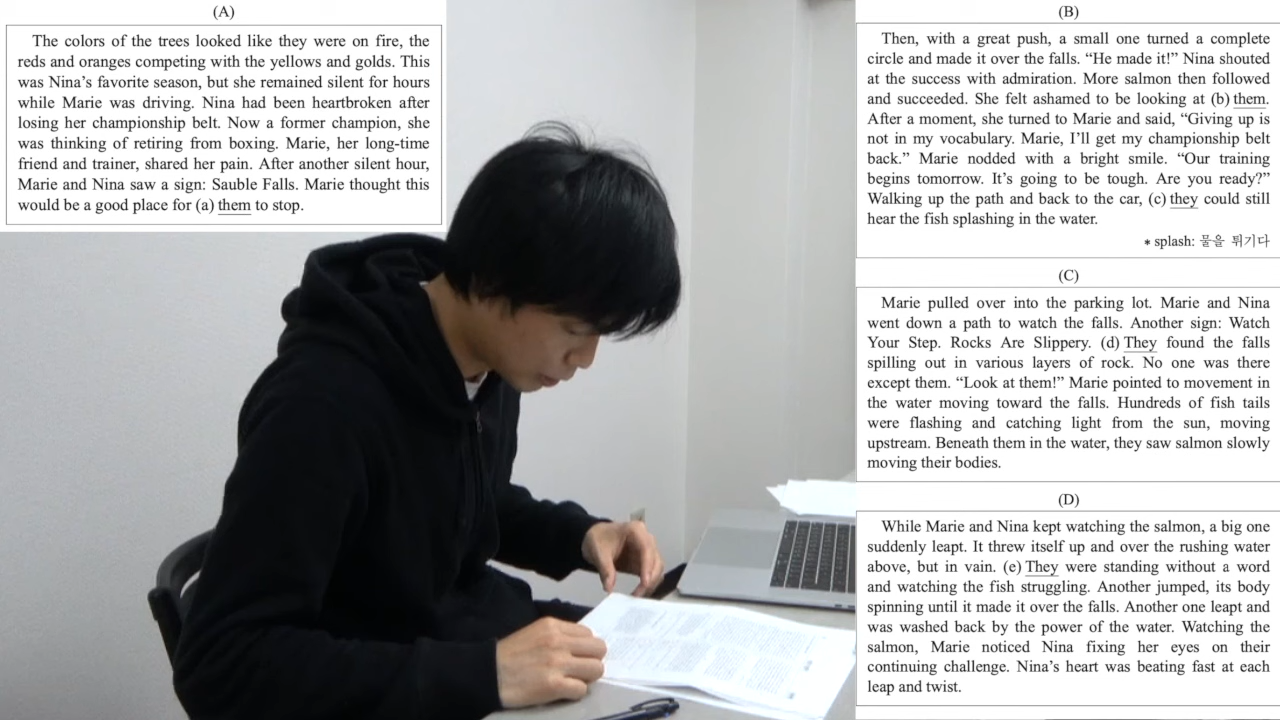 (A)
The colors of the trees looked like they were on fire, the
reds and oranges competing with the yellows and golds. This
was Nina’s favorite season, but she remained silent for hours
while Marie was driving. Nina had been heartbroken after
losing her championship belt. Now a former champion, she
was thinking of retiring from boxing. Marie, her long-time
friend and trainer, shared her pain. After another silent hour,
Marie and Nina saw a sign: Sauble Falls. Marie thought this
would be a good place for (a) them to stop.
(B)
Then, with a great push, a small one turned a complete
circle and made it over the falls. “He made it!” Nina shouted
at the success with admiration. More salmon then followed
and succeeded. She felt ashamed to be looking at (b) them.
After a moment, she turned to Marie and said, “Giving up is
not in my vocabulary. Marie, I’ll get my championship belt
back.” Marie nodded with a bright smile. “Our training
begins tomorrow. It’s going to be tough. Are you ready?”
Walking up the path and back to the car, (c) they could still
hear the fish splashing in the water.
* splash: 물을 튀기다
(C)
Marie pulled over into the parking lot. Marie and Nina
went down a path to watch the falls. Another sign: Watch
Your Step. Rocks Are Slippery. (d) They found the falls
spilling out in various layers of rock. No one was there
except them. “Look at them!” Marie pointed to movement in
the water moving toward the falls. Hundreds of fish tails
were flashing and catching light from the sun, moving
upstream. Beneath them in the water, they saw salmon slowly
moving their bodies.
(D)
While Marie and Nina kept watching the salmon, a big one
suddenly leapt. It threw itself up and over the rushing water
above, but in vain. (e) They were standing without a word
and watching the fish struggling. Another jumped, its body
spinning until it made it over the falls. Another one leapt and
was washed back by the power of the water. Watching the
salmon, Marie noticed Nina fixing her eyes on their
continuing challenge. Nina’s heart was beating fast at each
leap and twist.